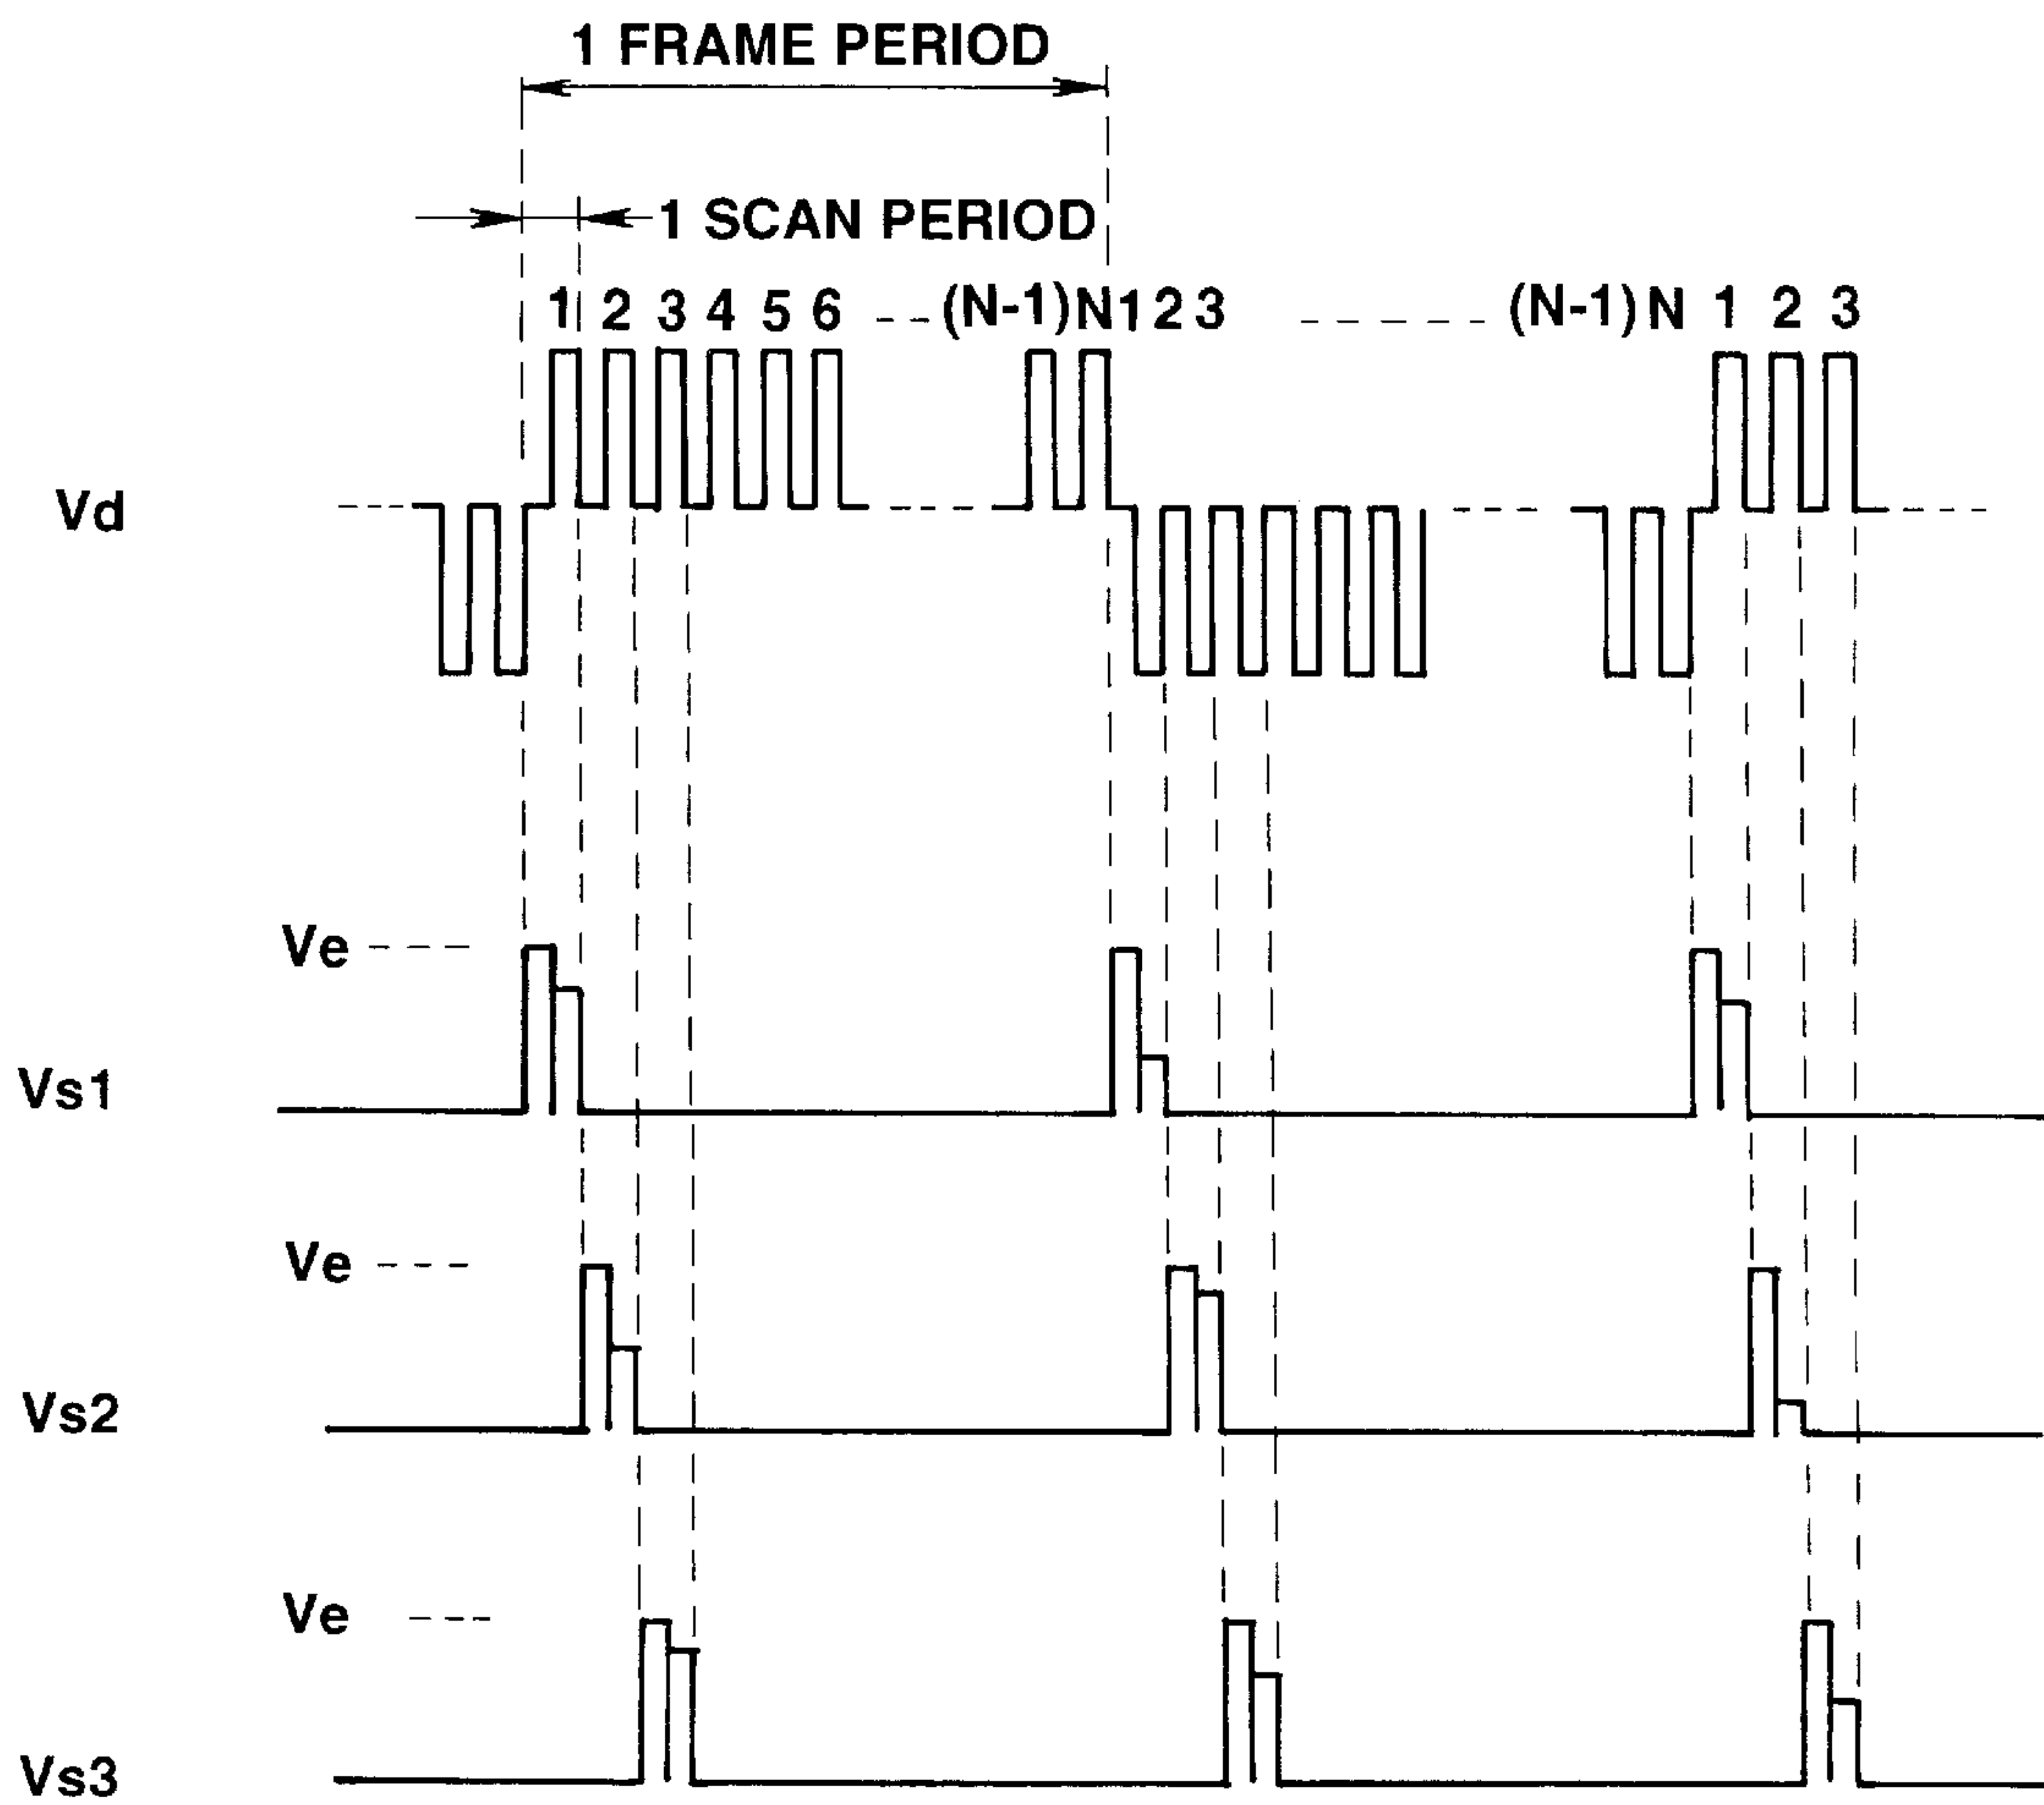 1 FRAME PERIOD
1 SCAN PERIOD
1 2 3 4 5 6 --(N-1)N 1 2 3 ------ (N-1) N 1 2 3
Vd
Ve
Vs1
Ve
Vs2
Ve
Vs3